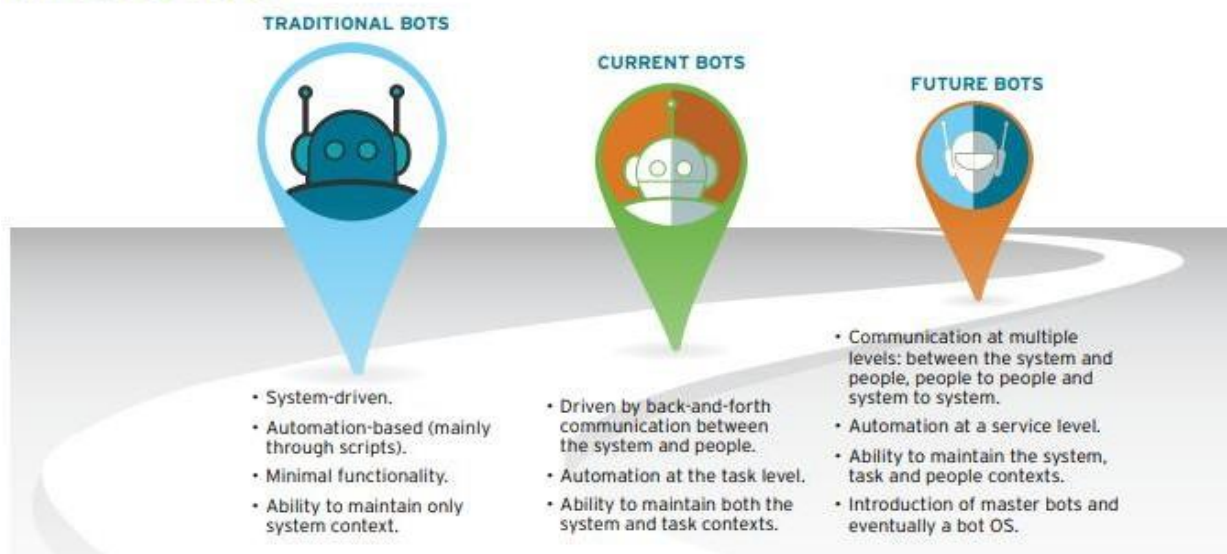 TRADITIONAL BOTS
• System-driven.
• Automation-based (mainly
through scripts).
• Minimal functionality.
• Ability to maintain only
system context.
CURRENT BOTS
• Driven by back-and-forth
communication between
the system and people.
• Automation at the task level.
• Ability to maintain both the
system and task contexts.
FUTURE BOTS
• Communication at multiple
levels: between the system and
people, people to people and
system to system.
• Automation at a service level.
• Ability to maintain the system,
task and people contexts.
• Introduction of master bots and
eventually a bot OS.